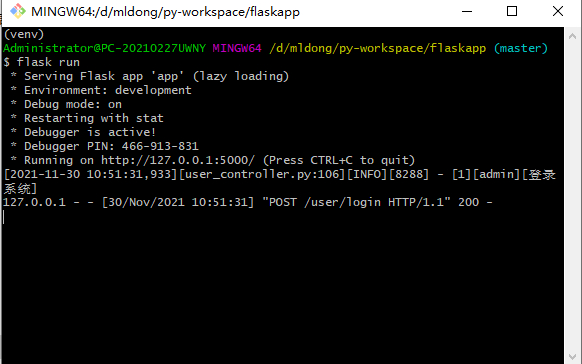 MINGW64:/d/mldong/py-workspace/flaskapp
(venv)
Administrator@PC-20210227UWNY MINGW64 /d/mldong/py-workspace/flaskapp (master)
$ flask run
 * Serving Flask app 'app' (lazy loading)
 * Environment: development
 * Debug mode: on
 * Restarting with stat
 * Debugger is active!
 * Debugger PIN: 466-913-831
 * Running on http://127.0.0.1:5000/ (Press CTRL+C to quit)
[2021-11-30 10:51:31,933][user_controller.py:106][INFO][8288] - [1][admin][登录
系统]
127.0.0.1 - - [30/Nov/2021 10:51:31] "POST /user/login HTTP/1.1" 200 -